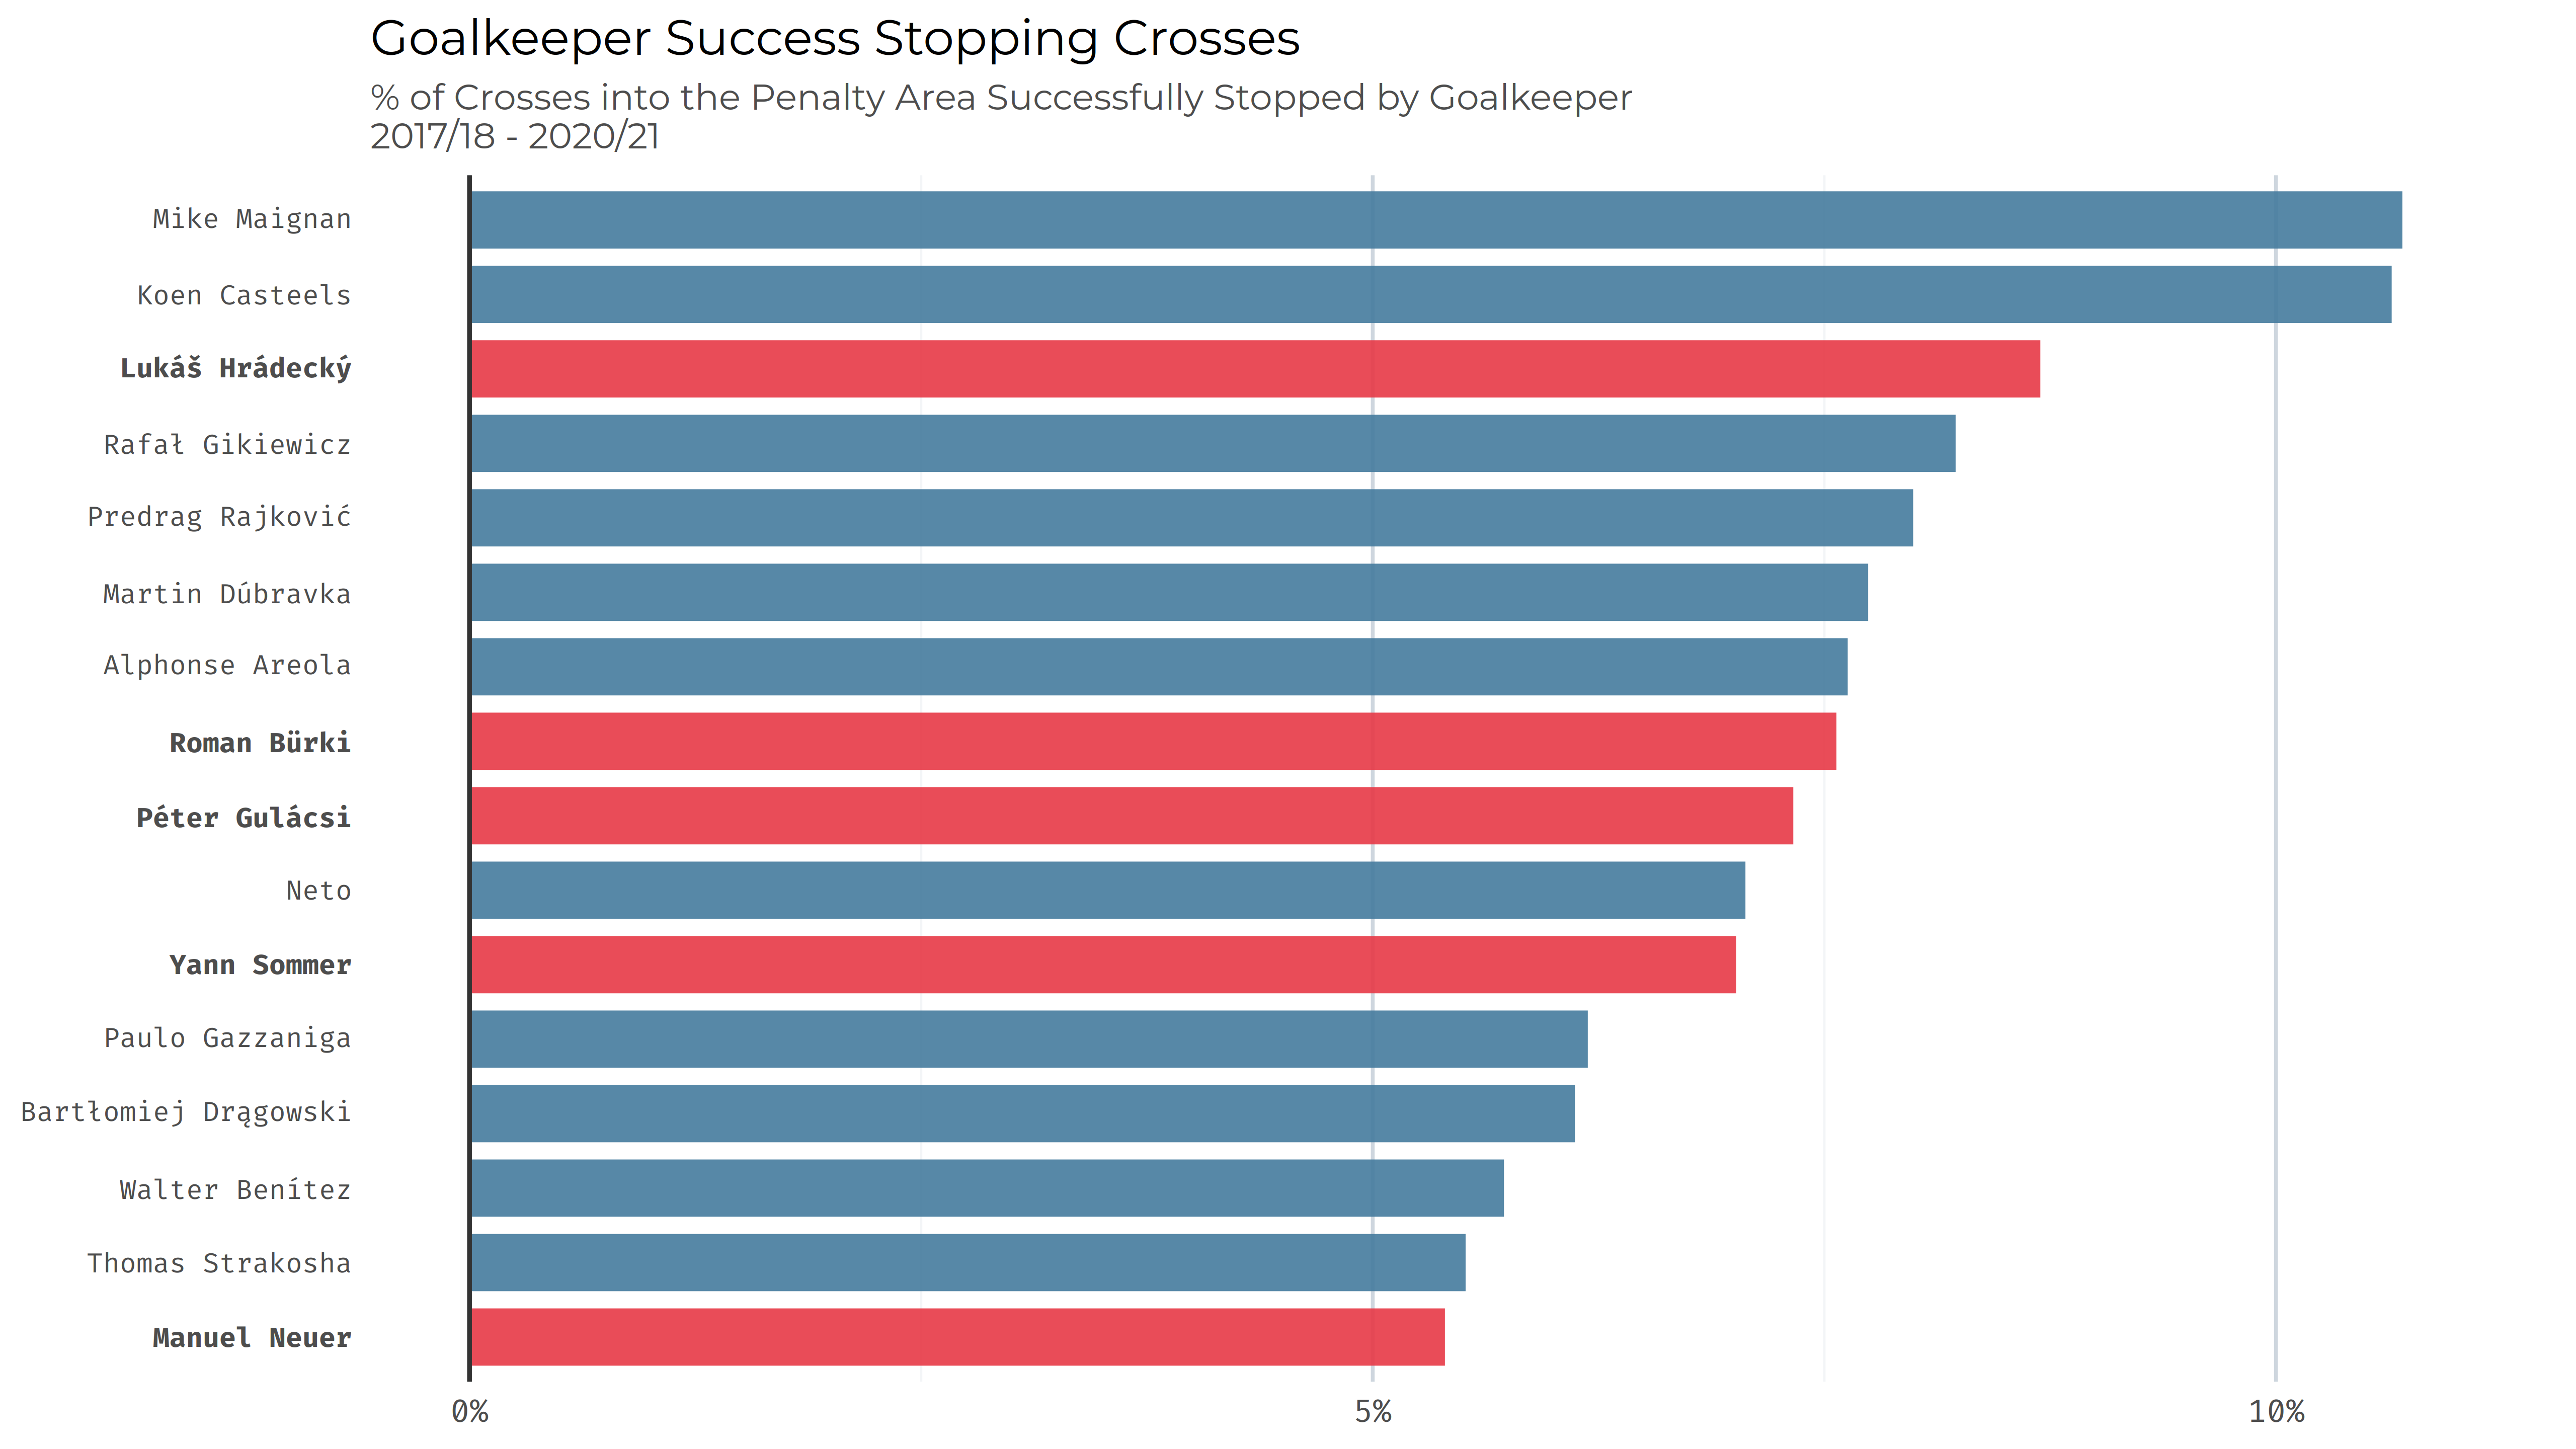 Goalkeeper Success Stopping Crosses
% of Crosses into the Penalty Area Successfully Stopped by Goalkeeper
2017/18 - 2020/21
Mike Maignan
Koen Casteels
Lukáš Hrádecký
Rafał Gikiewicz
Predrag Rajković
Martin Dúbravka
Alphonse Areola
Roman Bürki
Péter Gulácsi
Neto
Yann Sommer
Paulo Gazzaniga
Bartłomiej Drągowski
Walter Benítez
Thomas Strakosha
Manuel Neuer
0% 5% 10%